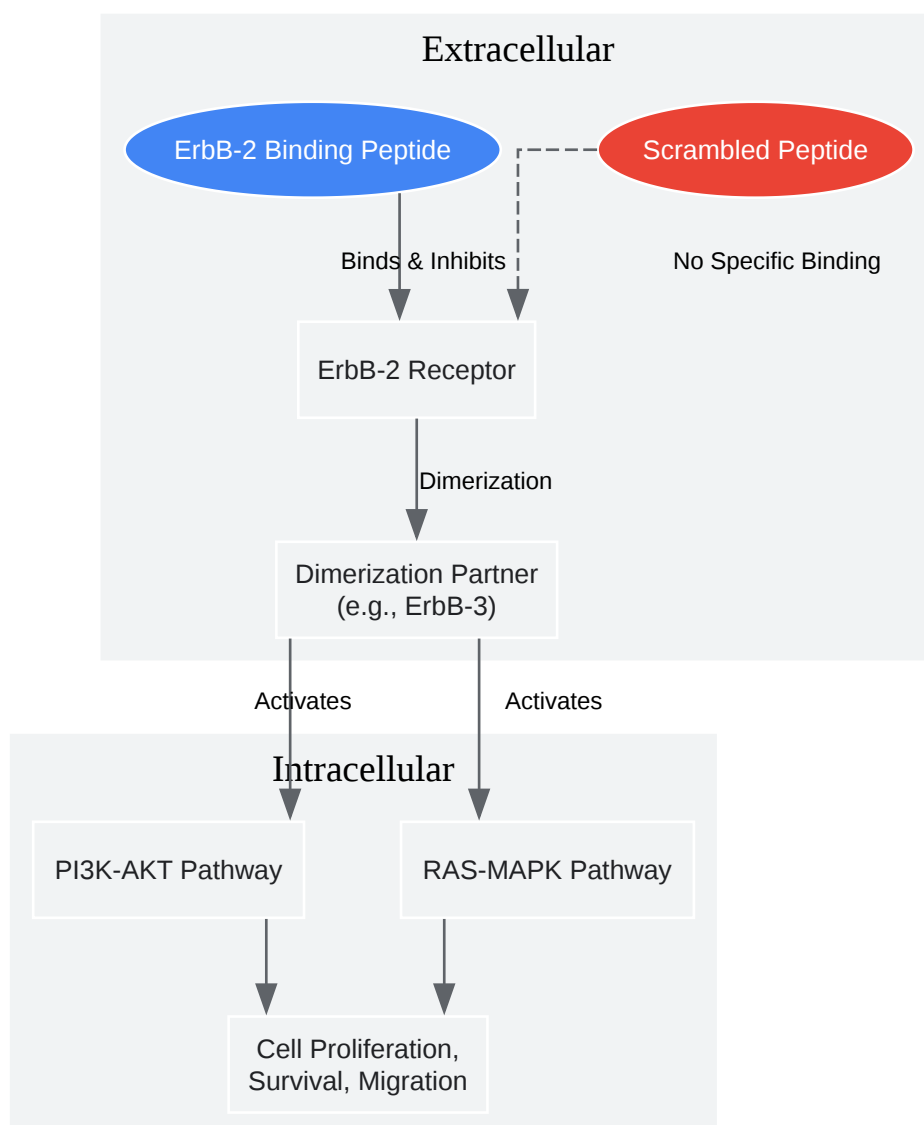 Extracellular
ErbB-2 Binding Peptide
Scrambled Peptide
Binds & Inhibits
No Specific Binding
ErbB-2 Receptor
Dimerization
Dimerization Partner
(e.g., ErbB-3)
Activates
Activates
Intracellular
PI3K-AKT Pathway
RAS-MAPK Pathway
Cell Proliferation,
Survival, Migration